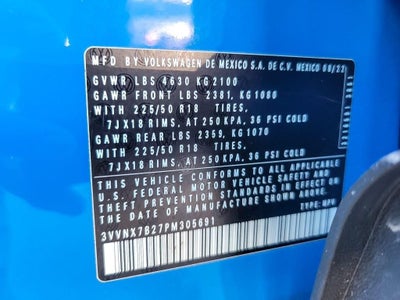 MFD BY VOLKSWAGEN DE MEXICO S.A. DE C.V. MEXICO 08/22
GVWR LBS 4630 KG 2100
GAWR FRONT LBS 2381, KG 1080
WITH 225/50 R18 TIRES,
7JX18 RIMS, AT 250 KPA, 36 PSI COLD
GAWR REAR LBS 2359, KG 1070
WITH 225/50 R18 TIRES,
7JX18 RIMS, AT 250 KPA, 36 PSI COLD
THIS VEHICLE CONFORMS TO ALL APPLICABLE
U.S. FEDERAL MOTOR VEHICLE SAFETY AND
THEFT PREVENTION STANDARDS IN EFFECT ON
THE DATE OF MANUFACTURE SHOWN ABOVE
3VVNX7B27PM305691 TYPE: MPV